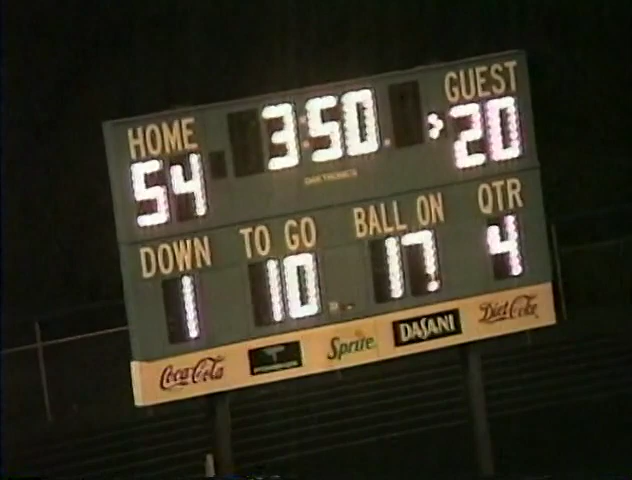 HOME 3:50 GUEST
54 20
DAKTRONICS
DOWN TO GO BALL ON QTR
1 10 17 4
Coca-Cola Sprite DASANI Diet Coke